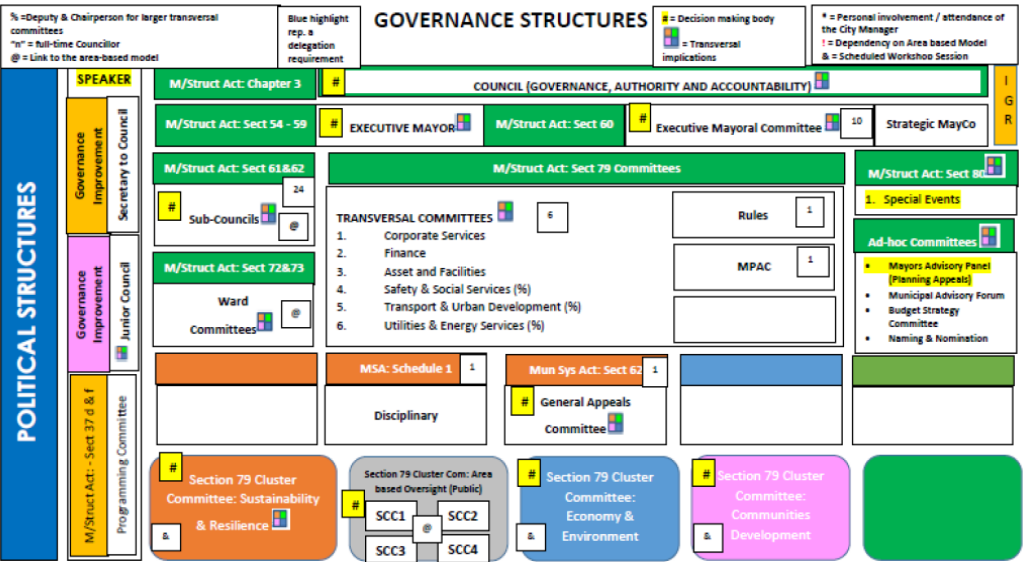 % =Deputy & Chairperson for larger transversal
committees
"n" = full-time Councillor
@ = Link to the area-based model
Blue highlight
rep. a
delegation
requirement
GOVERNANCE STRUCTURES
# = Decision making body
= Transversal
implications
* = Personal involvement / attendance of
the City Manager
! = Dependency on Area based Model
& = Scheduled Workshop Session
POLITICAL STRUCTURES
SPEAKER
Governance
Improvement
Secretary to Council
Governance
Improvement
Junior Council
M/Struct Act: - Sect 37 d & f
Programming Committee
M/Struct Act: Chapter 3
#
COUNCIL (GOVERNANCE, AUTHORITY AND ACCOUNTABILITY)
I
G
R
M/Struct Act: Sect 54 - 59
#
EXECUTIVE MAYOR
M/Struct Act: Sect 60
#
Executive Mayoral Committee
10
Strategic MayCo
M/Struct Act: Sect 61&62
24
#
Sub-Councils
@
M/Struct Act: Sect 72&73
Ward
Committees
@
M/Struct Act: Sect 79 Committees
TRANSVERSAL COMMITTEES
6
1. Corporate Services
2. Finance
3. Asset and Facilities
4. Safety & Social Services (%)
5. Transport & Urban Development (%)
6. Utilities & Energy Services (%)
Rules
1
MPAC
1
M/Struct Act: Sect 80
1. Special Events
Ad-hoc Committees
• Mayors Advisory Panel
(Planning Appeals)
• Municipal Advisory Forum
• Budget Strategy
Committee
• Naming & Nomination
MSA: Schedule 1
1
Disciplinary
Mun Sys Act: Sect 62
1
#
General Appeals
Committee
#
Section 79 Cluster
Committee: Sustainability
& Resilience
&
Section 79 Cluster Com: Area
based Oversight (Public)
#
SCC1
SCC2
@
SCC3
SCC4
#
Section 79 Cluster
Committee:
Economy &
Environment
&
#
Section 79 Cluster
Committee:
Communities
Development
&